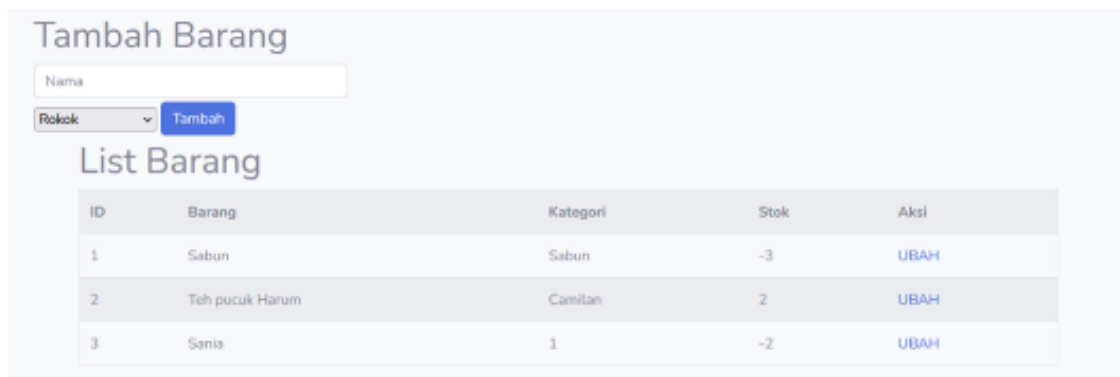 Tambah Barang
Nama
Rokok Tambah
List Barang
ID Barang Kategori Stok Aksi
1 Sabun Sabun -3 UBAH
2 Teh pucuk Harum Camilan 2 UBAH
3 Sania 1 -2 UBAH